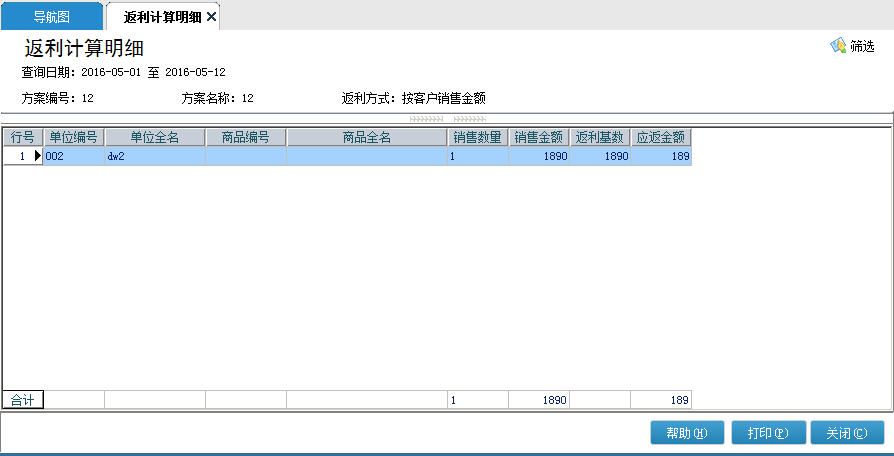 导航图 返利计算明细
返利计算明细 筛选
查询日期：2016-05-01 至 2016-05-12
方案编号：12 方案名称：12 返利方式：按客户销售金额
行号 单位编号 单位全名 商品编号 商品全名 销售数量 销售金额 返利基数 应返金额
1 002 dw2 1 1890 1890 189
合计 1 1890 189
帮助(H) 打印(P) 关闭(C)